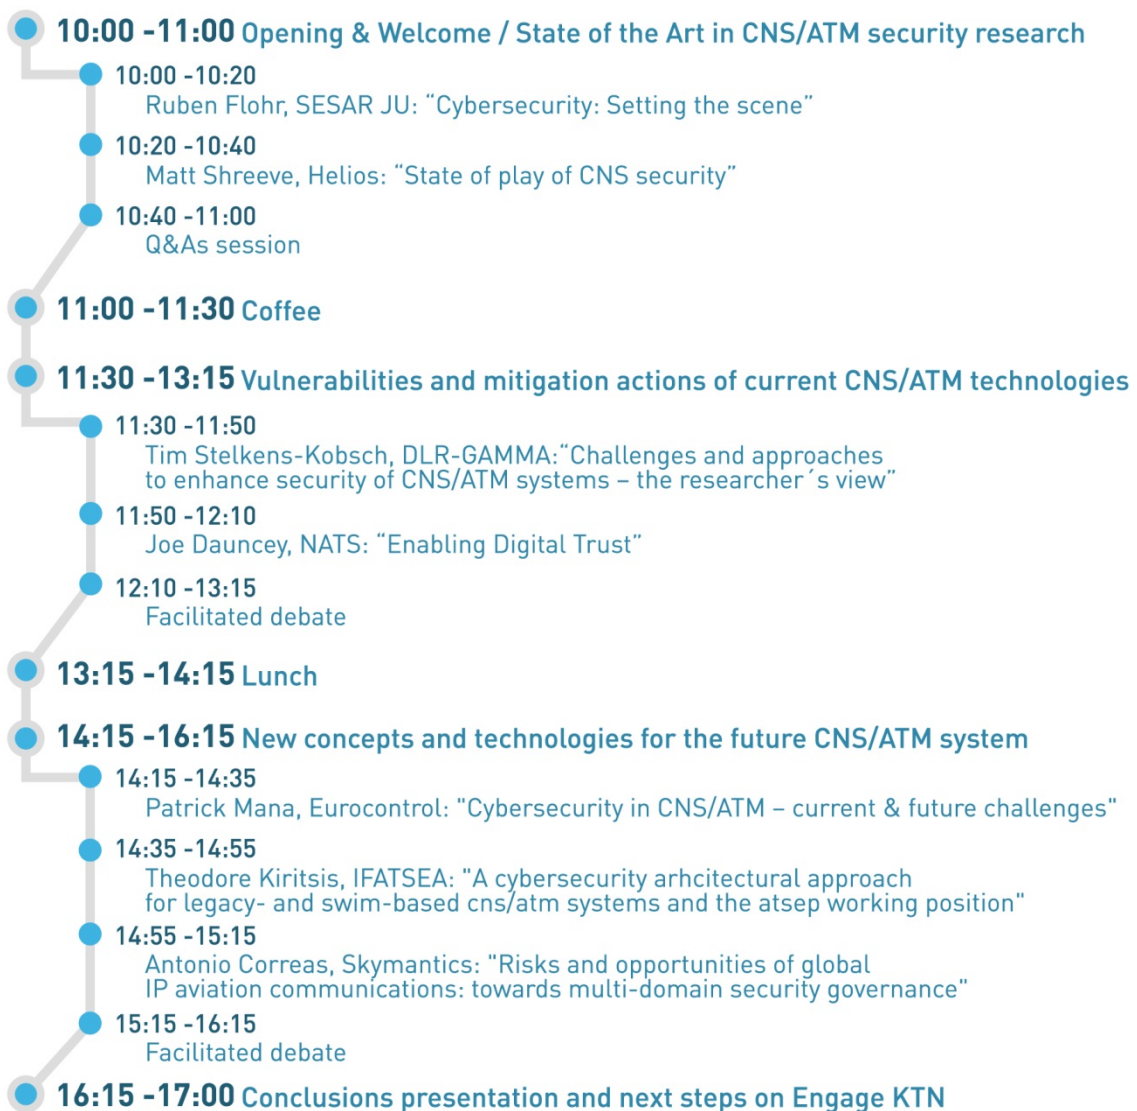 10:00 -11:00 Opening & Welcome / State of the Art in CNS/ATM security research
10:00 -10:20
Ruben Flohr, SESAR JU: “Cybersecurity: Setting the scene”
10:20 -10:40
Matt Shreeve, Helios: “State of play of CNS security”
10:40 -11:00
Q&As session
11:00 -11:30 Coffee
11:30 -13:15 Vulnerabilities and mitigation actions of current CNS/ATM technologies
11:30 -11:50
Tim Stelkens-Kobsch, DLR-GAMMA:“Challenges and approaches
to enhance security of CNS/ATM systems – the researcher´s view”
11:50 -12:10
Joe Dauncey, NATS: “Enabling Digital Trust”
12:10 -13:15
Facilitated debate
13:15 -14:15 Lunch
14:15 -16:15 New concepts and technologies for the future CNS/ATM system
14:15 -14:35
Patrick Mana, Eurocontrol: "Cybersecurity in CNS/ATM – current & future challenges"
14:35 -14:55
Theodore Kiritsis, IFATSEA: "A cybersecurity arhcitectural approach
for legacy- and swim-based cns/atm systems and the atsep working position"
14:55 -15:15
Antonio Correas, Skymantics: "Risks and opportunities of global
IP aviation communications: towards multi-domain security governance"
15:15 -16:15
Facilitated debate
16:15 -17:00 Conclusions presentation and next steps on Engage KTN